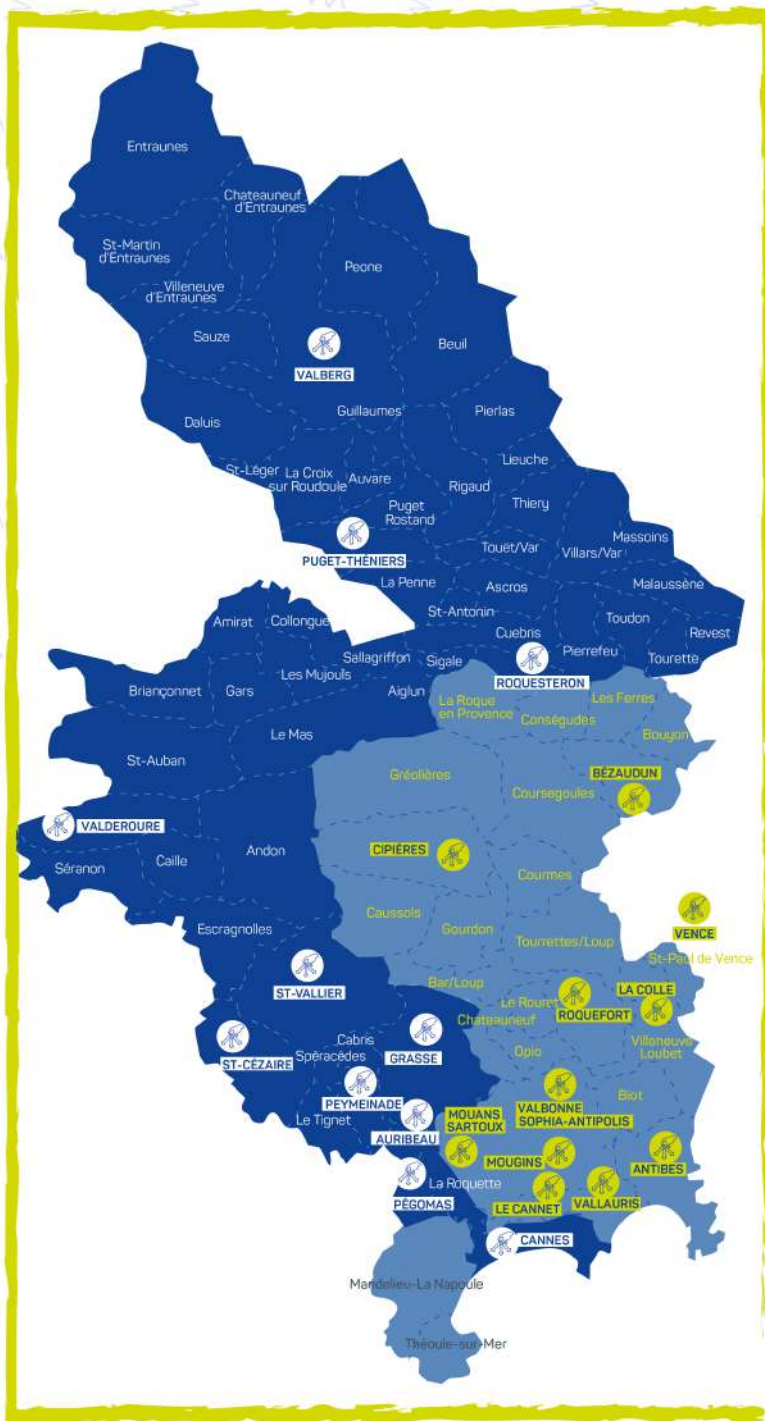 Entraunes
Chateauneuf
d'Entraunes
St-Martin
d'Entraunes
Peone
Villeneuve
d'Entraunes
Sauze
Beuil
VALBERG
Guillaumes
Pierlas
Daluis
Lieuche
St-Léger
La Croix
sur Roudoule
Auvare
Rigaud
Thiery
Puget
Rostand
Massoins
Touët/Var
Villars/Var
PUGET-THÉNIERS
La Penne
Ascros
Malaussène
St-Antonin
Toudon
Amirat
Collongue
Cuebris
Revest
Pierrefeu
Sallagriffon
Sigale
Tourette
Les Mujouls
ROQUESTERON
Briançonnet
Gars
Aiglun
La Roque
en Provence
Les Ferres
Conségudes
Le Mas
Bouyon
St-Auban
Gréolières
BÉZAUDUN
Coursegoules
VALDEROURE
Andon
CIPIÉRES
Séranon
Caille
Courmes
Caussols
Escragnolles
Gourdon
VENCE
Tourrettes/Loup
St-Paul de Vence
ST-VALLIER
Bar/Loup
LA COLLE
Le Rouret
ROQUEFORT
Chateauneuf
Cabris
GRASSE
ST-CÉZAIRE
Spéracèdes
Villeneuve
Loubet
Opio
PEYMEINADE
VALBONNE
SOPHIA-ANTIPOLIS
Biot
Le Tignet
MOUANS
SARTOUX
AURIBEAU
MOUGINS
ANTIBES
La Roquette
PÉGOMAS
LE CANNET
VALLAURIS
CANNES
Mandelieu-La Napoule
Théoule-sur-Mer